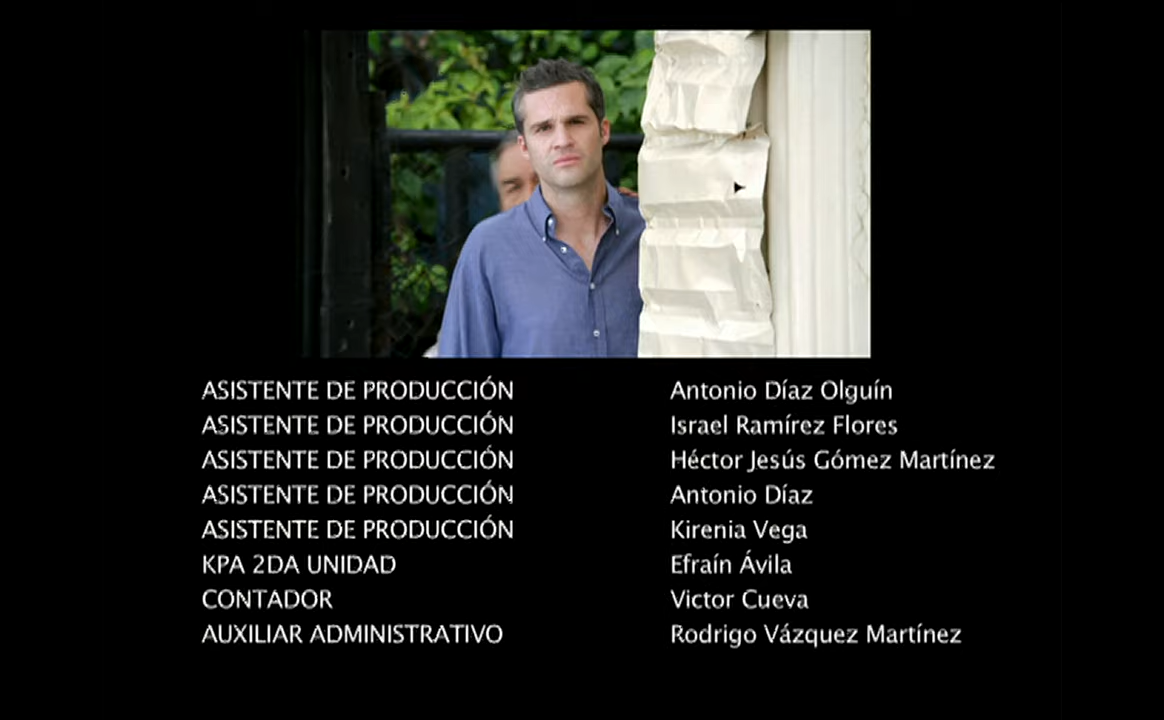 ASISTENTE DE PRODUCCIÓN Antonio Díaz Olguín
ASISTENTE DE PRODUCCIÓN Israel Ramírez Flores
ASISTENTE DE PRODUCCIÓN Héctor Jesús Gómez Martínez
ASISTENTE DE PRODUCCIÓN Antonio Díaz
ASISTENTE DE PRODUCCIÓN Kirenia Vega
KPA 2DA UNIDAD Efraín Ávila
CONTADOR Victor Cueva
AUXILIAR ADMINISTRATIVO Rodrigo Vázquez Martínez